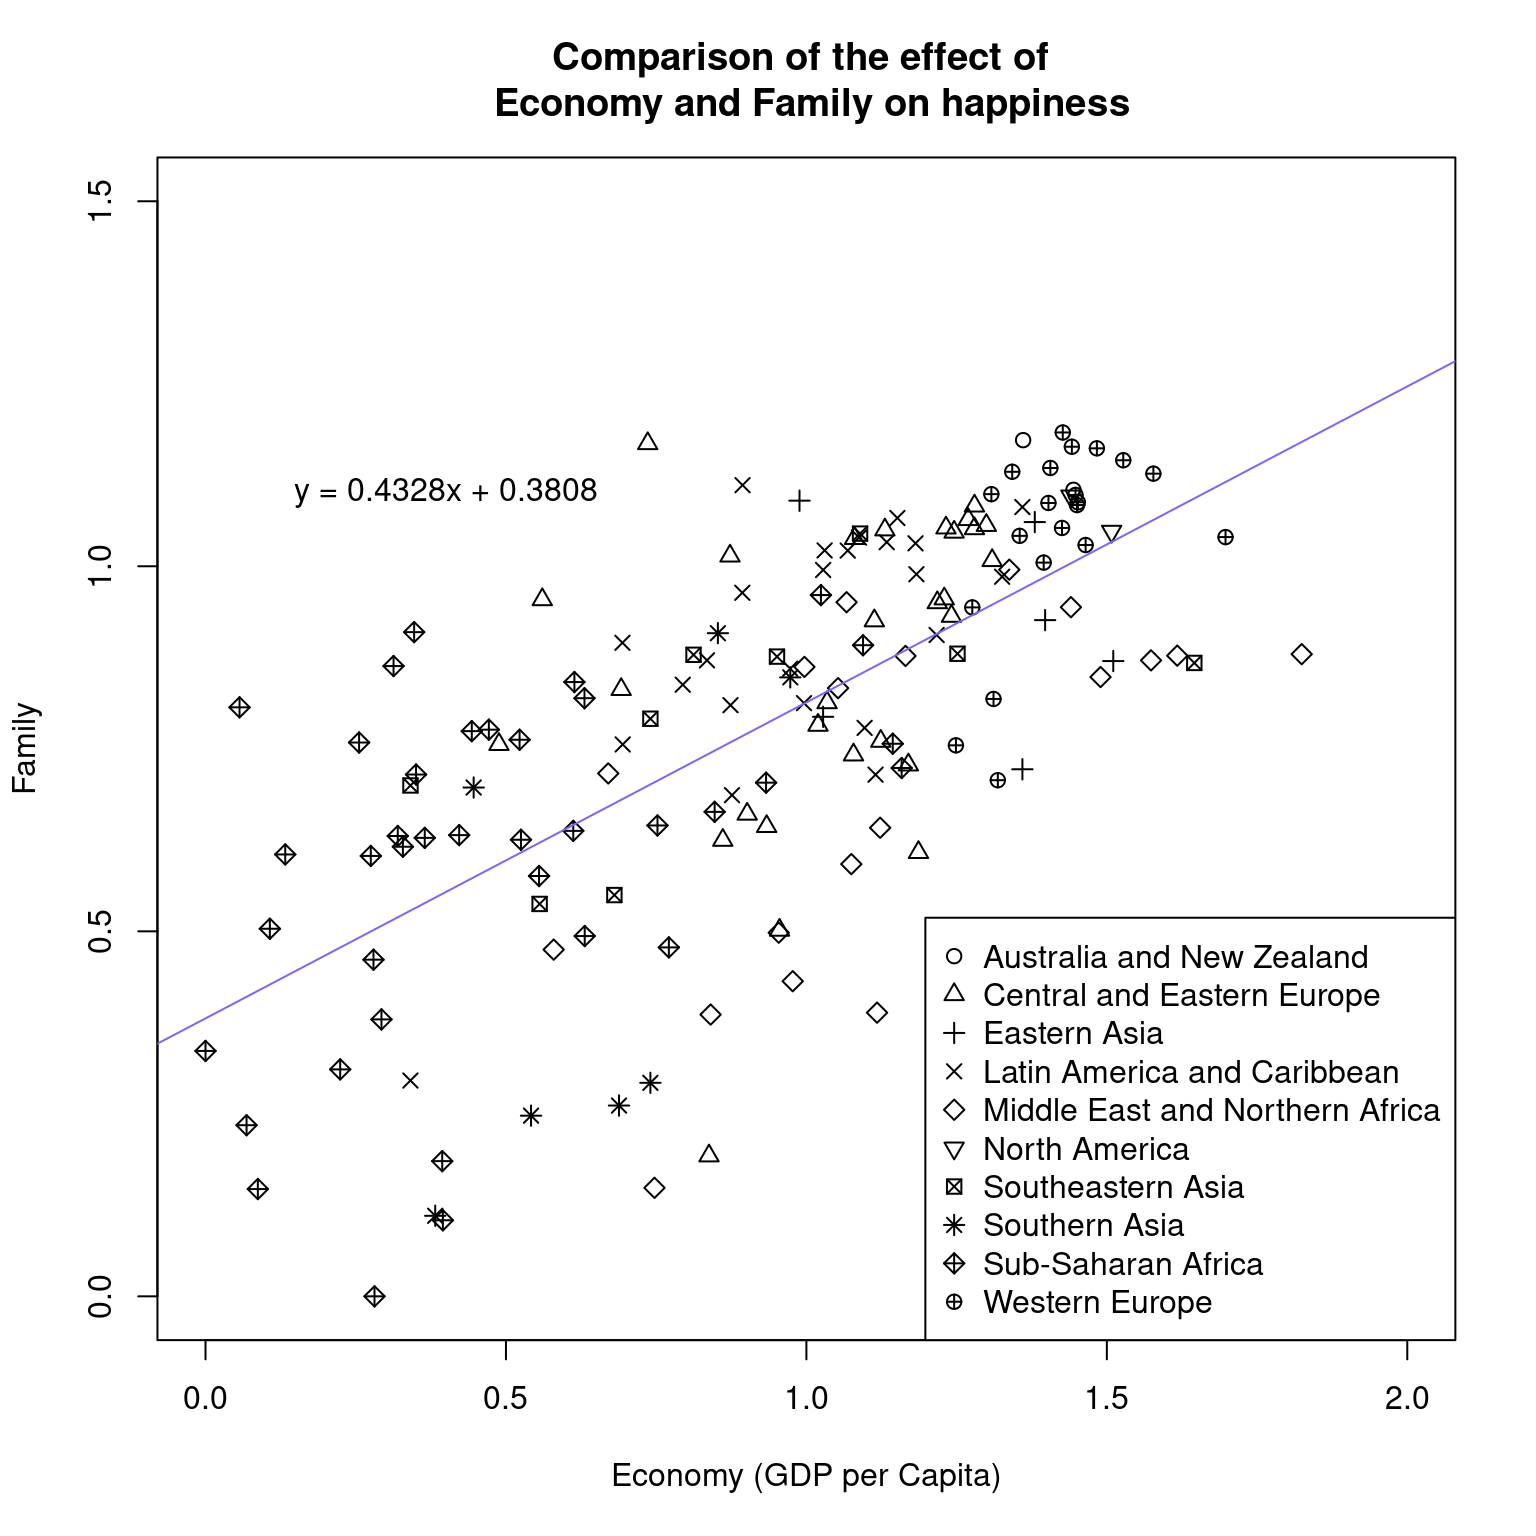 Comparison of the effect of
Economy and Family on happiness
1.5
1.0
0.5
0.0
Family
y = 0.4328x + 0.3808
Australia and New Zealand
Central and Eastern Europe
Eastern Asia
Latin America and Caribbean
Middle East and Northern Africa
North America
Southeastern Asia
Southern Asia
Sub-Saharan Africa
Western Europe
0.0 0.5 1.0 1.5 2.0
Economy (GDP per Capita)